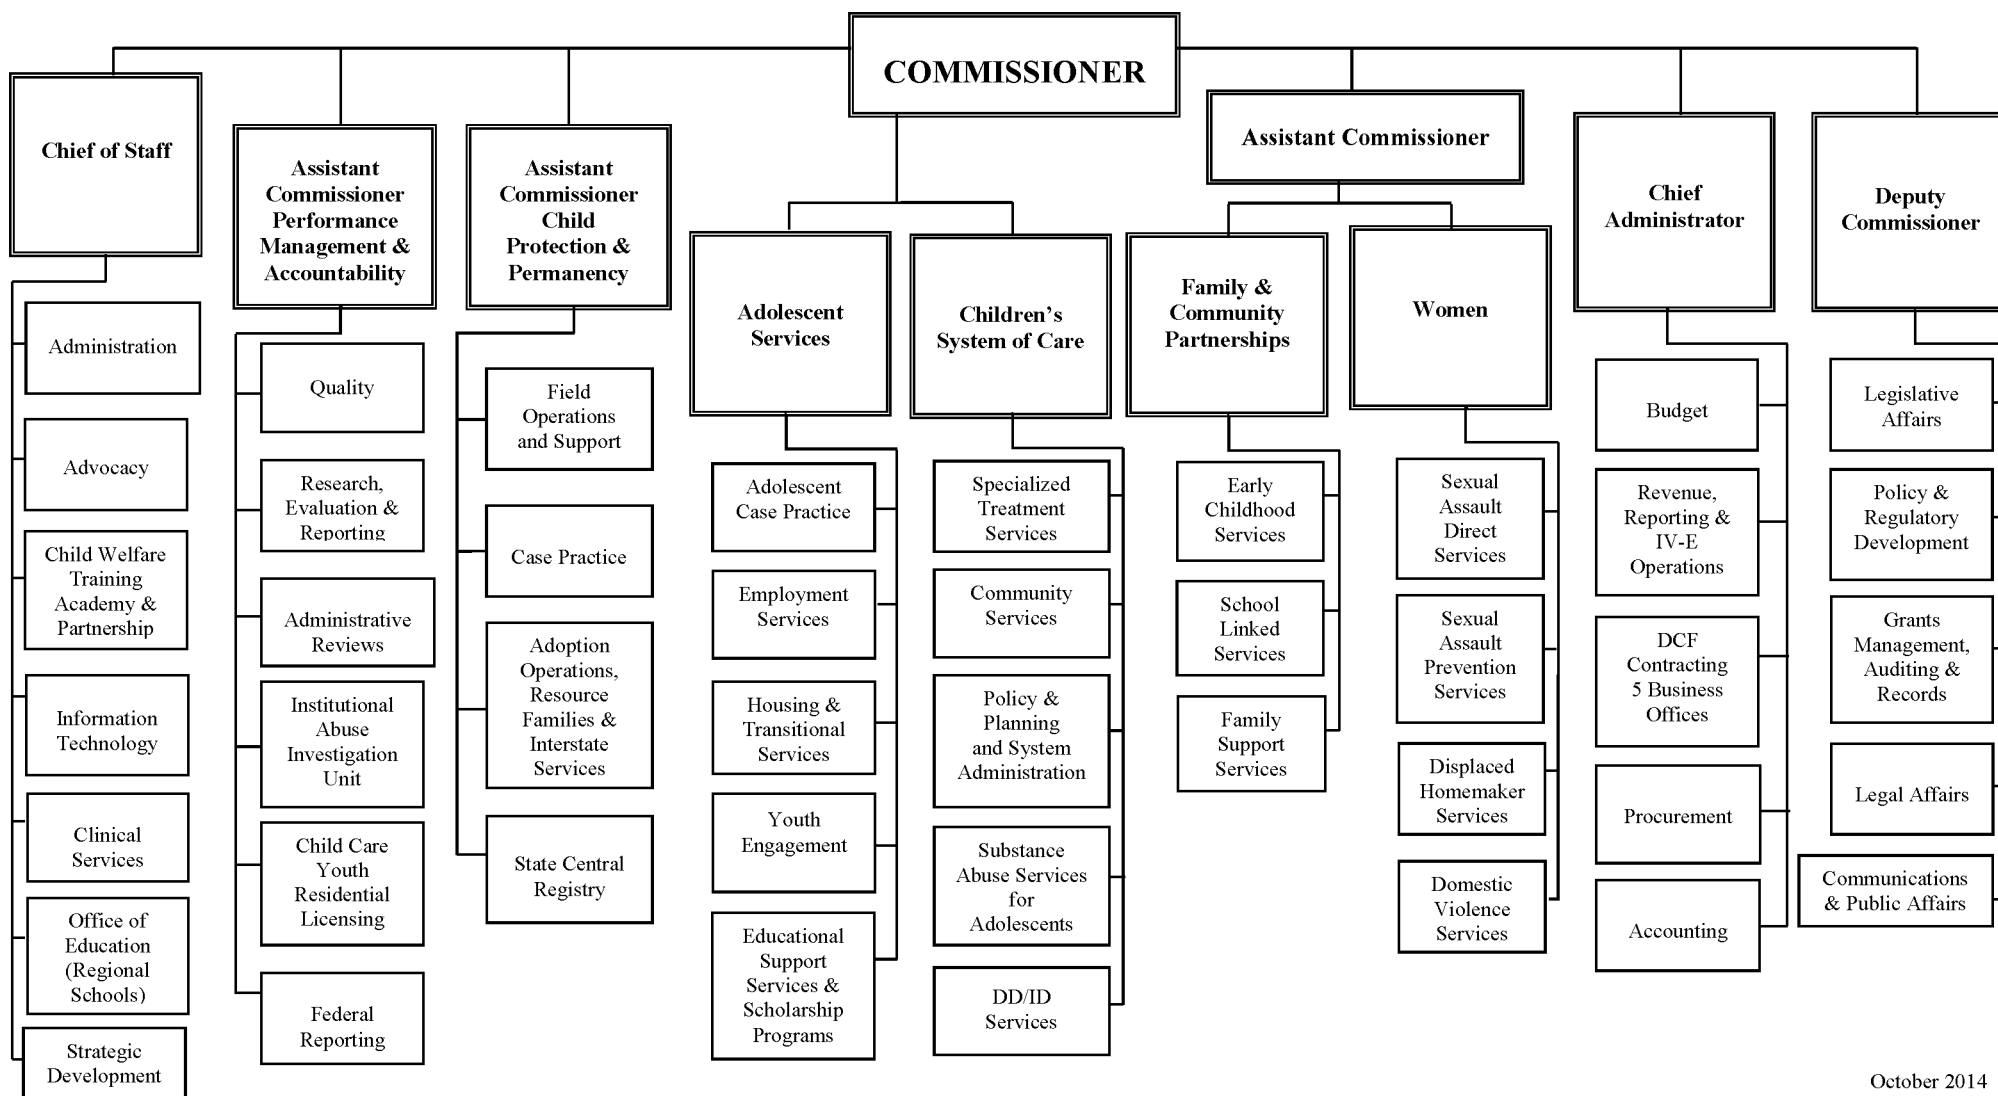 COMMISSIONER
Chief of Staff
Administration
Advocacy
Child Welfare
Training
Academy &
Partnership
Information
Technology
Clinical
Services
Office of
Education
(Regional
Schools)
Strategic
Development
Assistant
Commissioner
Performance
Management &
Accountability
Quality
Research,
Evaluation &
Reporting
Administrative
Reviews
Institutional
Abuse
Investigation
Unit
Child Care
Youth
Residential
Licensing
Federal
Reporting
Assistant
Commissioner
Child
Protection &
Permanency
Field
Operations
and Support
Case Practice
Adoption
Operations,
Resource
Families &
Interstate
Services
State Central
Registry
Adolescent
Services
Adolescent
Case Practice
Employment
Services
Housing &
Transitional
Services
Youth
Engagement
Educational
Support
Services &
Scholarship
Programs
Children's
System of Care
Specialized
Treatment
Services
Community
Services
Policy &
Planning
and System
Administration
Substance
Abuse Services
for
Adolescents
DD/ID
Services
Assistant Commissioner
Family &
Community
Partnerships
Early
Childhood
Services
School
Linked
Services
Family
Support
Services
Women
Sexual
Assault
Direct
Services
Sexual
Assault
Prevention
Services
Displaced
Homemaker
Services
Domestic
Violence
Services
Chief
Administrator
Budget
Revenue,
Reporting &
IV-E
Operations
DCF
Contracting
5 Business
Offices
Procurement
Accounting
Deputy
Commissioner
Legislative
Affairs
Policy &
Regulatory
Development
Grants
Management,
Auditing &
Records
Legal Affairs
Communications
& Public Affairs
October 2014